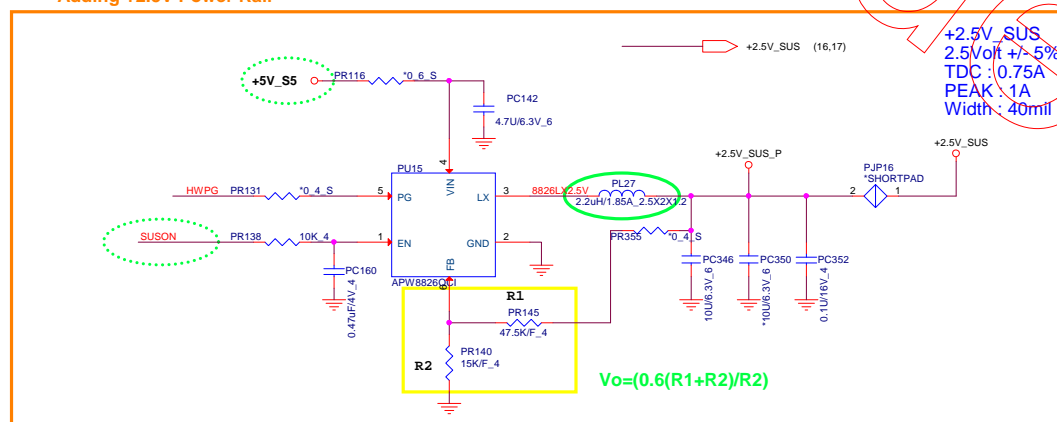 +2.5V_SUS (16,17)
+2.5V_SUS
2.5Volt +/- 5%
TDC : 0.75A
PEAK : 1A
Width : 40mil
+5V_S5
PR116
*0_6_S
PC142
4.7U/6.3V_6
+2.5V_SUS
+2.5V_SUS_P
PJP16
*SHORTPAD
PU15
4
VIN
HWPG
PR131
*0_4_S
5
PG
LX
3
8826LX2.5V
PL27
2.2uH/1.85A_2.5X2X1.2
2
1
SUSON
PR138
10K_4
1
EN
GND
2
PR355
*0_4_S
FB
6
PC160
0.47uF/4V_4
APW8826QCI
PC346
10U/6.3V_6
PC350
*10U/6.3V_6
PC352
0.1U/16V_4
R1
PR145
47.5K/F_4
R2
PR140
15K/F_4
Vo=(0.6(R1+R2)/R2)